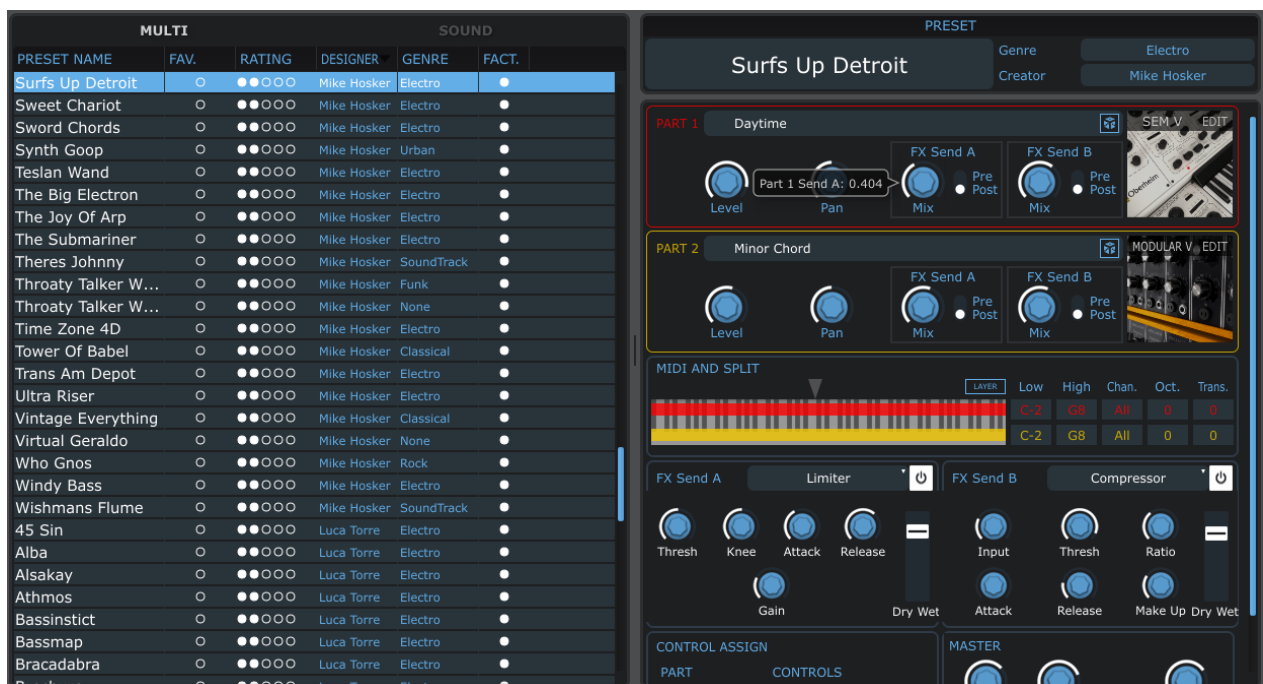 MULTI SOUND
PRESET NAME FAV. RATING DESIGNER GENRE FACT.
Surfs Up Detroit Mike Hosker Electro
Sweet Chariot Mike Hosker Electro
Sword Chords Mike Hosker Electro
Synth Goop Mike Hosker Urban
Teslan Wand Mike Hosker Electro
The Big Electron Mike Hosker Electro
The Joy Of Arp Mike Hosker Electro
The Submariner Mike Hosker Electro
Theres Johnny Mike Hosker SoundTrack
Throaty Talker W... Mike Hosker Funk
Throaty Talker W... Mike Hosker None
Time Zone 4D Mike Hosker Electro
Tower Of Babel Mike Hosker Classical
Trans Am Depot Mike Hosker Electro
Ultra Riser Mike Hosker Electro
Vintage Everything Mike Hosker Classical
Virtual Geraldo Mike Hosker None
Who Gnos Mike Hosker Rock
Windy Bass Mike Hosker Electro
Wishmans Flume Mike Hosker SoundTrack
45 Sin Luca Torre Electro
Alba Luca Torre Electro
Alsakay Luca Torre Electro
Athmos Luca Torre Electro
Bassinstict Luca Torre Electro
Bassmap Luca Torre Electro
Bracadabra Luca Torre Electro
PRESET
Surfs Up Detroit
Genre Electro
Creator Mike Hosker
PART 1 Daytime SEM V EDIT
FX Send A FX Send B
Part 1 Send A: 0.404
Pre Pre
Post Post
Level Pan Mix Mix
Oberheim
PART 2 Minor Chord MODULAR V EDIT
FX Send A FX Send B
Pre Pre
Post Post
Level Pan Mix Mix
MIDI AND SPLIT
LAYER Low High Chan. Oct. Trans.
C-2 G8 All 0 0
C-2 G8 All 0 0
FX Send A Limiter
Thresh Knee Attack Release
Gain Dry Wet
FX Send B Compressor
Input Thresh Ratio
Attack Release Make Up Dry Wet
CONTROL ASSIGN
PART CONTROLS
MASTER